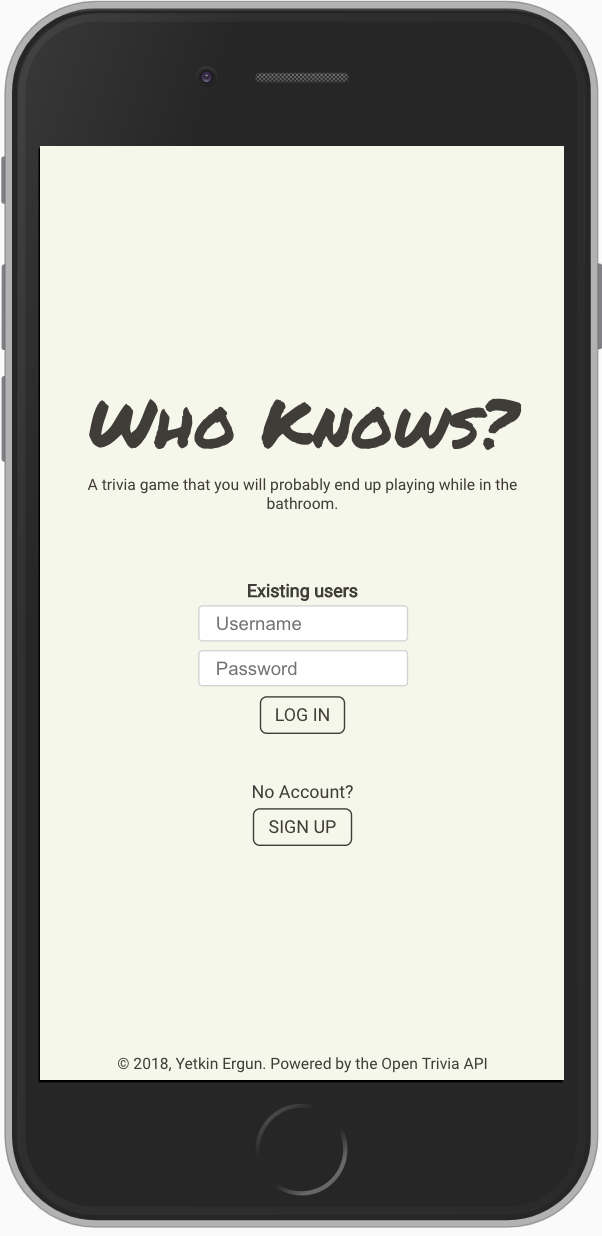 Who Knows?
A trivia game that you will probably end up playing while in the
bathroom.
Existing users
Username
Password
LOG IN
No Account?
SIGN UP
© 2018, Yetkin Ergun. Powered by the Open Trivia API